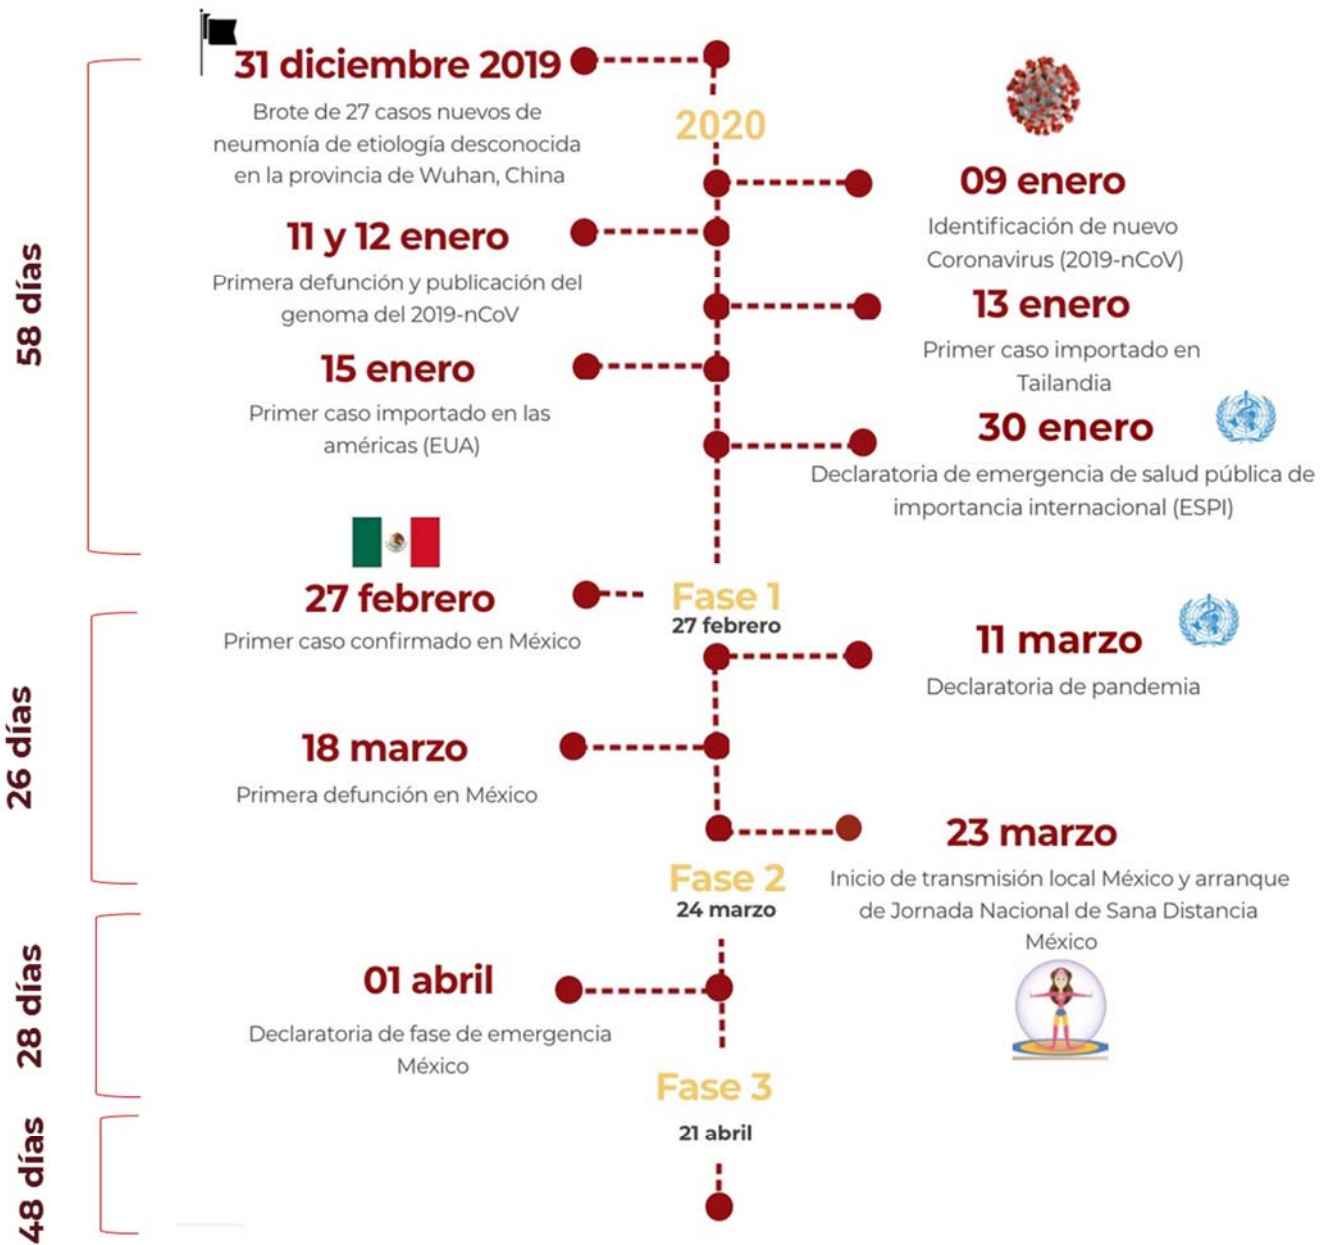 31 diciembre 2019
Brote de 27 casos nuevos de
neumonía de etiología desconocida
en la provincia de Wuhan, China
2020
09 enero
Identificación de nuevo
Coronavirus (2019-nCoV)
11 y 12 enero
Primera defunción y publicación del
genoma del 2019-nCoV
13 enero
Primer caso importado en
Tailandia
15 enero
Primer caso importado en las
américas (EUA)
30 enero
Declaratoria de emergencia de salud pública de
importancia internacional (ESPI)
58 días
27 febrero
Primer caso confirmado en México
Fase 1
27 febrero
11 marzo
Declaratoria de pandemia
18 marzo
Primera defunción en México
23 marzo
Inicio de transmisión local México y arranque
de Jornada Nacional de Sana Distancia
México
26 días
Fase 2
24 marzo
01 abril
Declaratoria de fase de emergencia
México
28 días
Fase 3
21 abril
48 días